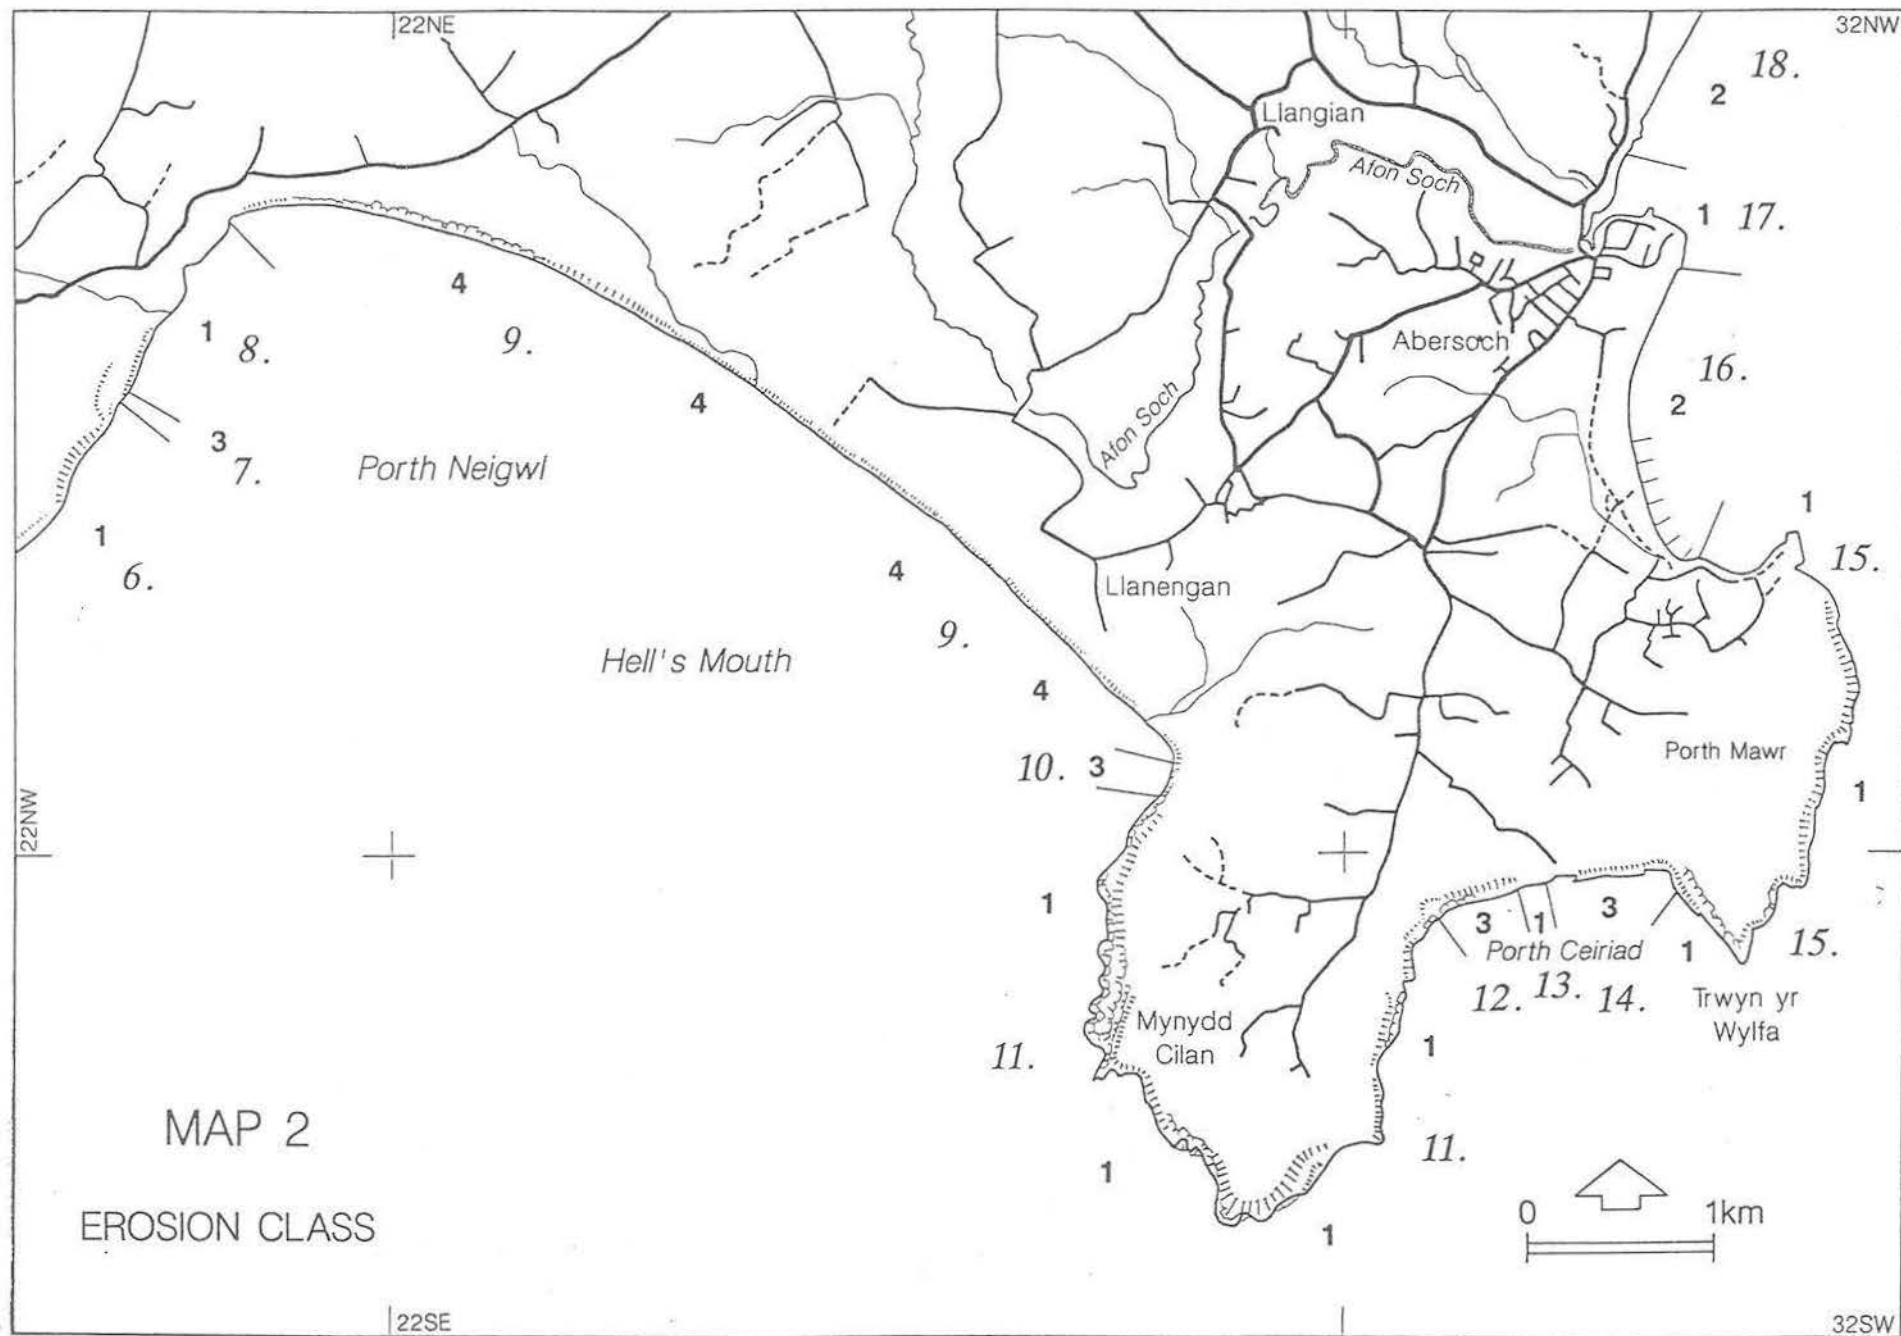 22NE
32NW
18.
2
Llangian
Afon Soch
1
17.
4
1
8.
9.
Abersoch
16.
2
4
Afon Soch
3
7.
Porth Neigwl
1
15.
1
6.
4
Llanengan
9.
Hell's Mouth
4
Porth Mawr
10.
3
1
22NW
1
3
1
3
Porth Ceiriad
1
15.
12.
13.
14.
Trwyn yr
Wylfa
Mynydd
Cilan
11.
1
MAP 2
11.
1
EROSION CLASS
1
0
1km
22SE
32SW